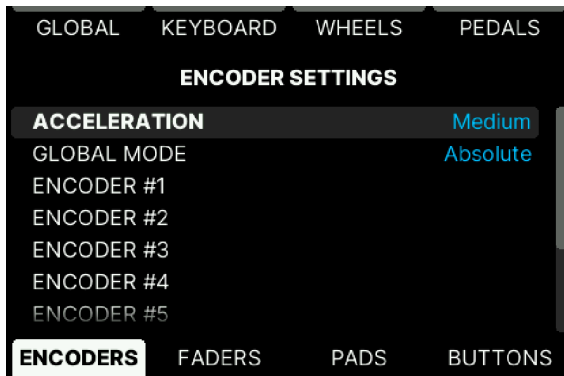 GLOBAL KEYBOARD WHEELS PEDALS
ENCODER SETTINGS
ACCELERATION Medium
GLOBAL MODE Absolute
ENCODER #1
ENCODER #2
ENCODER #3
ENCODER #4
ENCODER #5
ENCODERS FADERS PADS BUTTONS